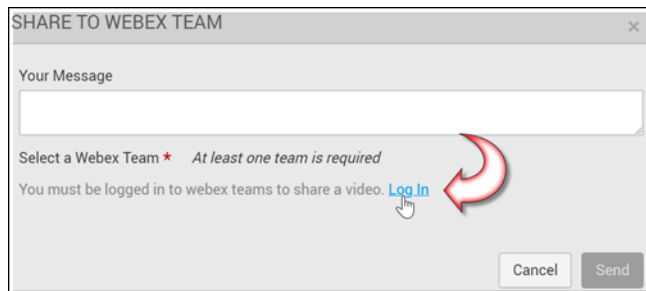 SHARE TO WEBEX TEAM ×
Your Message
Select a Webex Team * At least one team is required
You must be logged in to webex teams to share a video. Log In
Cancel Send